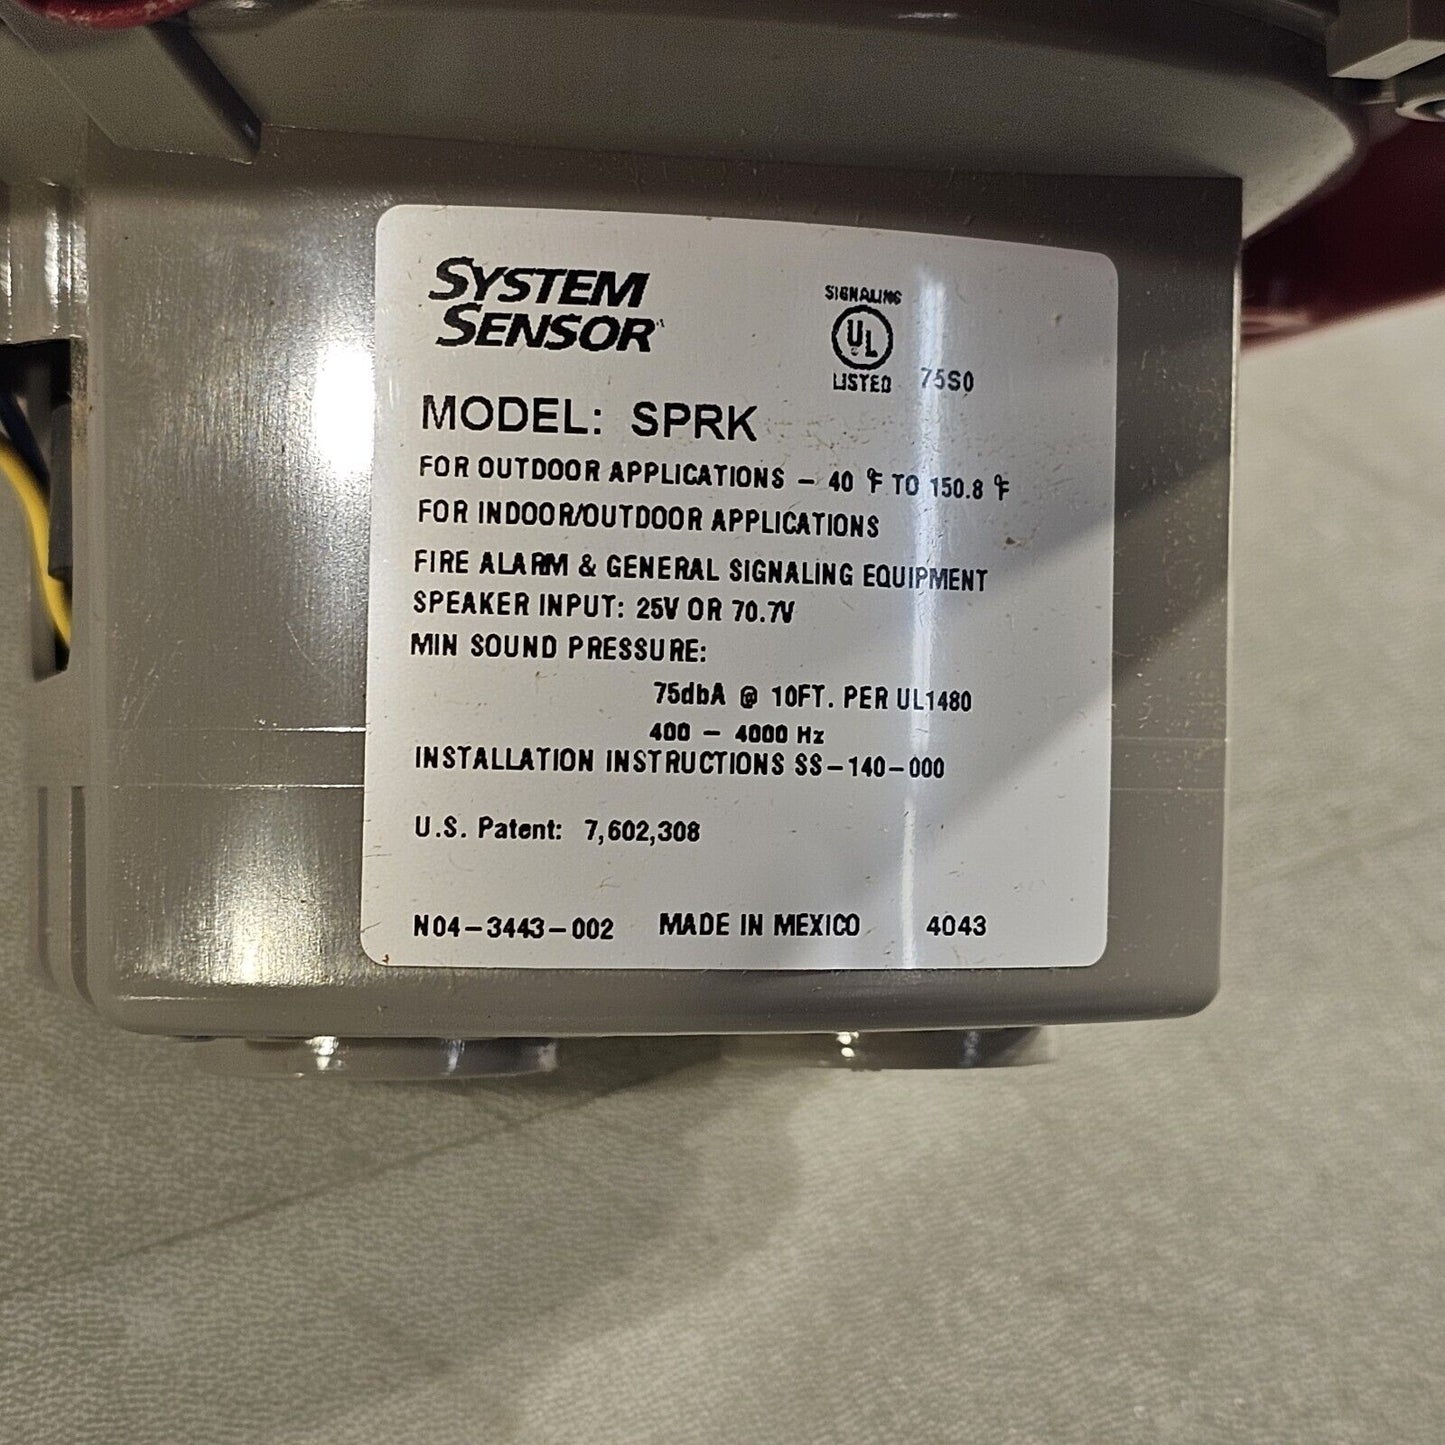 SYSTEM
SENSOR
SIGNALING
UL
LISTED 75S0
MODEL: SPRK
FOR OUTDOOR APPLICATIONS - 40 °F TO 150.8 °F
FOR INDOOR/OUTDOOR APPLICATIONS
FIRE ALARM & GENERAL SIGNALING EQUIPMENT
SPEAKER INPUT: 25V OR 70.7V
MIN SOUND PRESSURE:
75dbA @ 10FT. PER UL1480
400 - 4000 Hz
INSTALLATION INSTRUCTIONS SS-140-000
U.S. Patent: 7,602,308
N04-3443-002 MADE IN MEXICO 4043